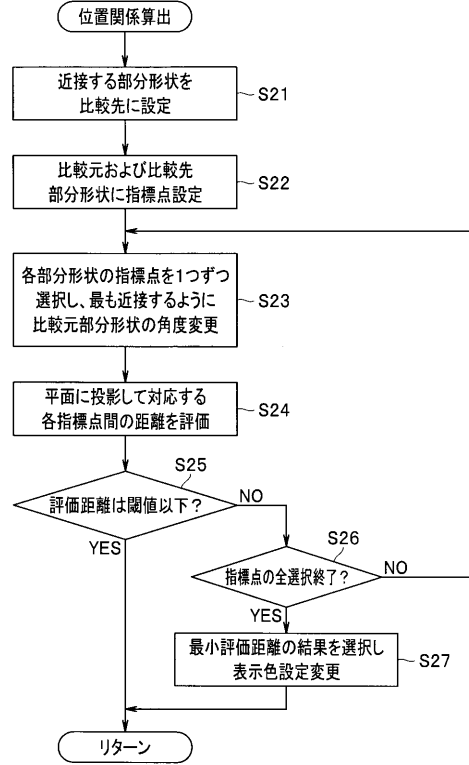 位置関係算出
近接する部分形状を
比較先に設定
S21
比較元および比較先
部分形状に指標点設定
S22
各部分形状の指標点を1つずつ
選択し、最も近接するように
比較元部分形状の角度変更
S23
平面に投影して対応する
各指標点間の距離を評価
S24
S25
評価距離は閾値以下？
NO
YES
S26
指標点の全選択終了？
NO
YES
最小評価距離の結果を選択し
表示色設定変更
S27
リターン